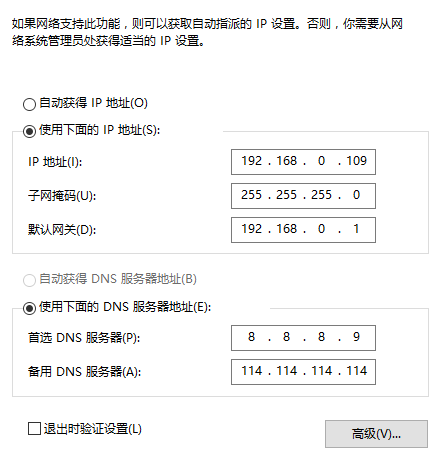 如果网络支持此功能，则可以获取自动指派的 IP 设置。否则，你需要从网
络系统管理员处获得适当的 IP 设置。
自动获得 IP 地址(O)
使用下面的 IP 地址(S):
IP 地址(I): 192 . 168 . 0 . 109
子网掩码(U): 255 . 255 . 255 . 0
默认网关(D): 192 . 168 . 0 . 1
自动获得 DNS 服务器地址(B)
使用下面的 DNS 服务器地址(E):
首选 DNS 服务器(P): 8 . 8 . 8 . 9
备用 DNS 服务器(A): 114 . 114 . 114 . 114
退出时验证设置(L)
高级(V)...